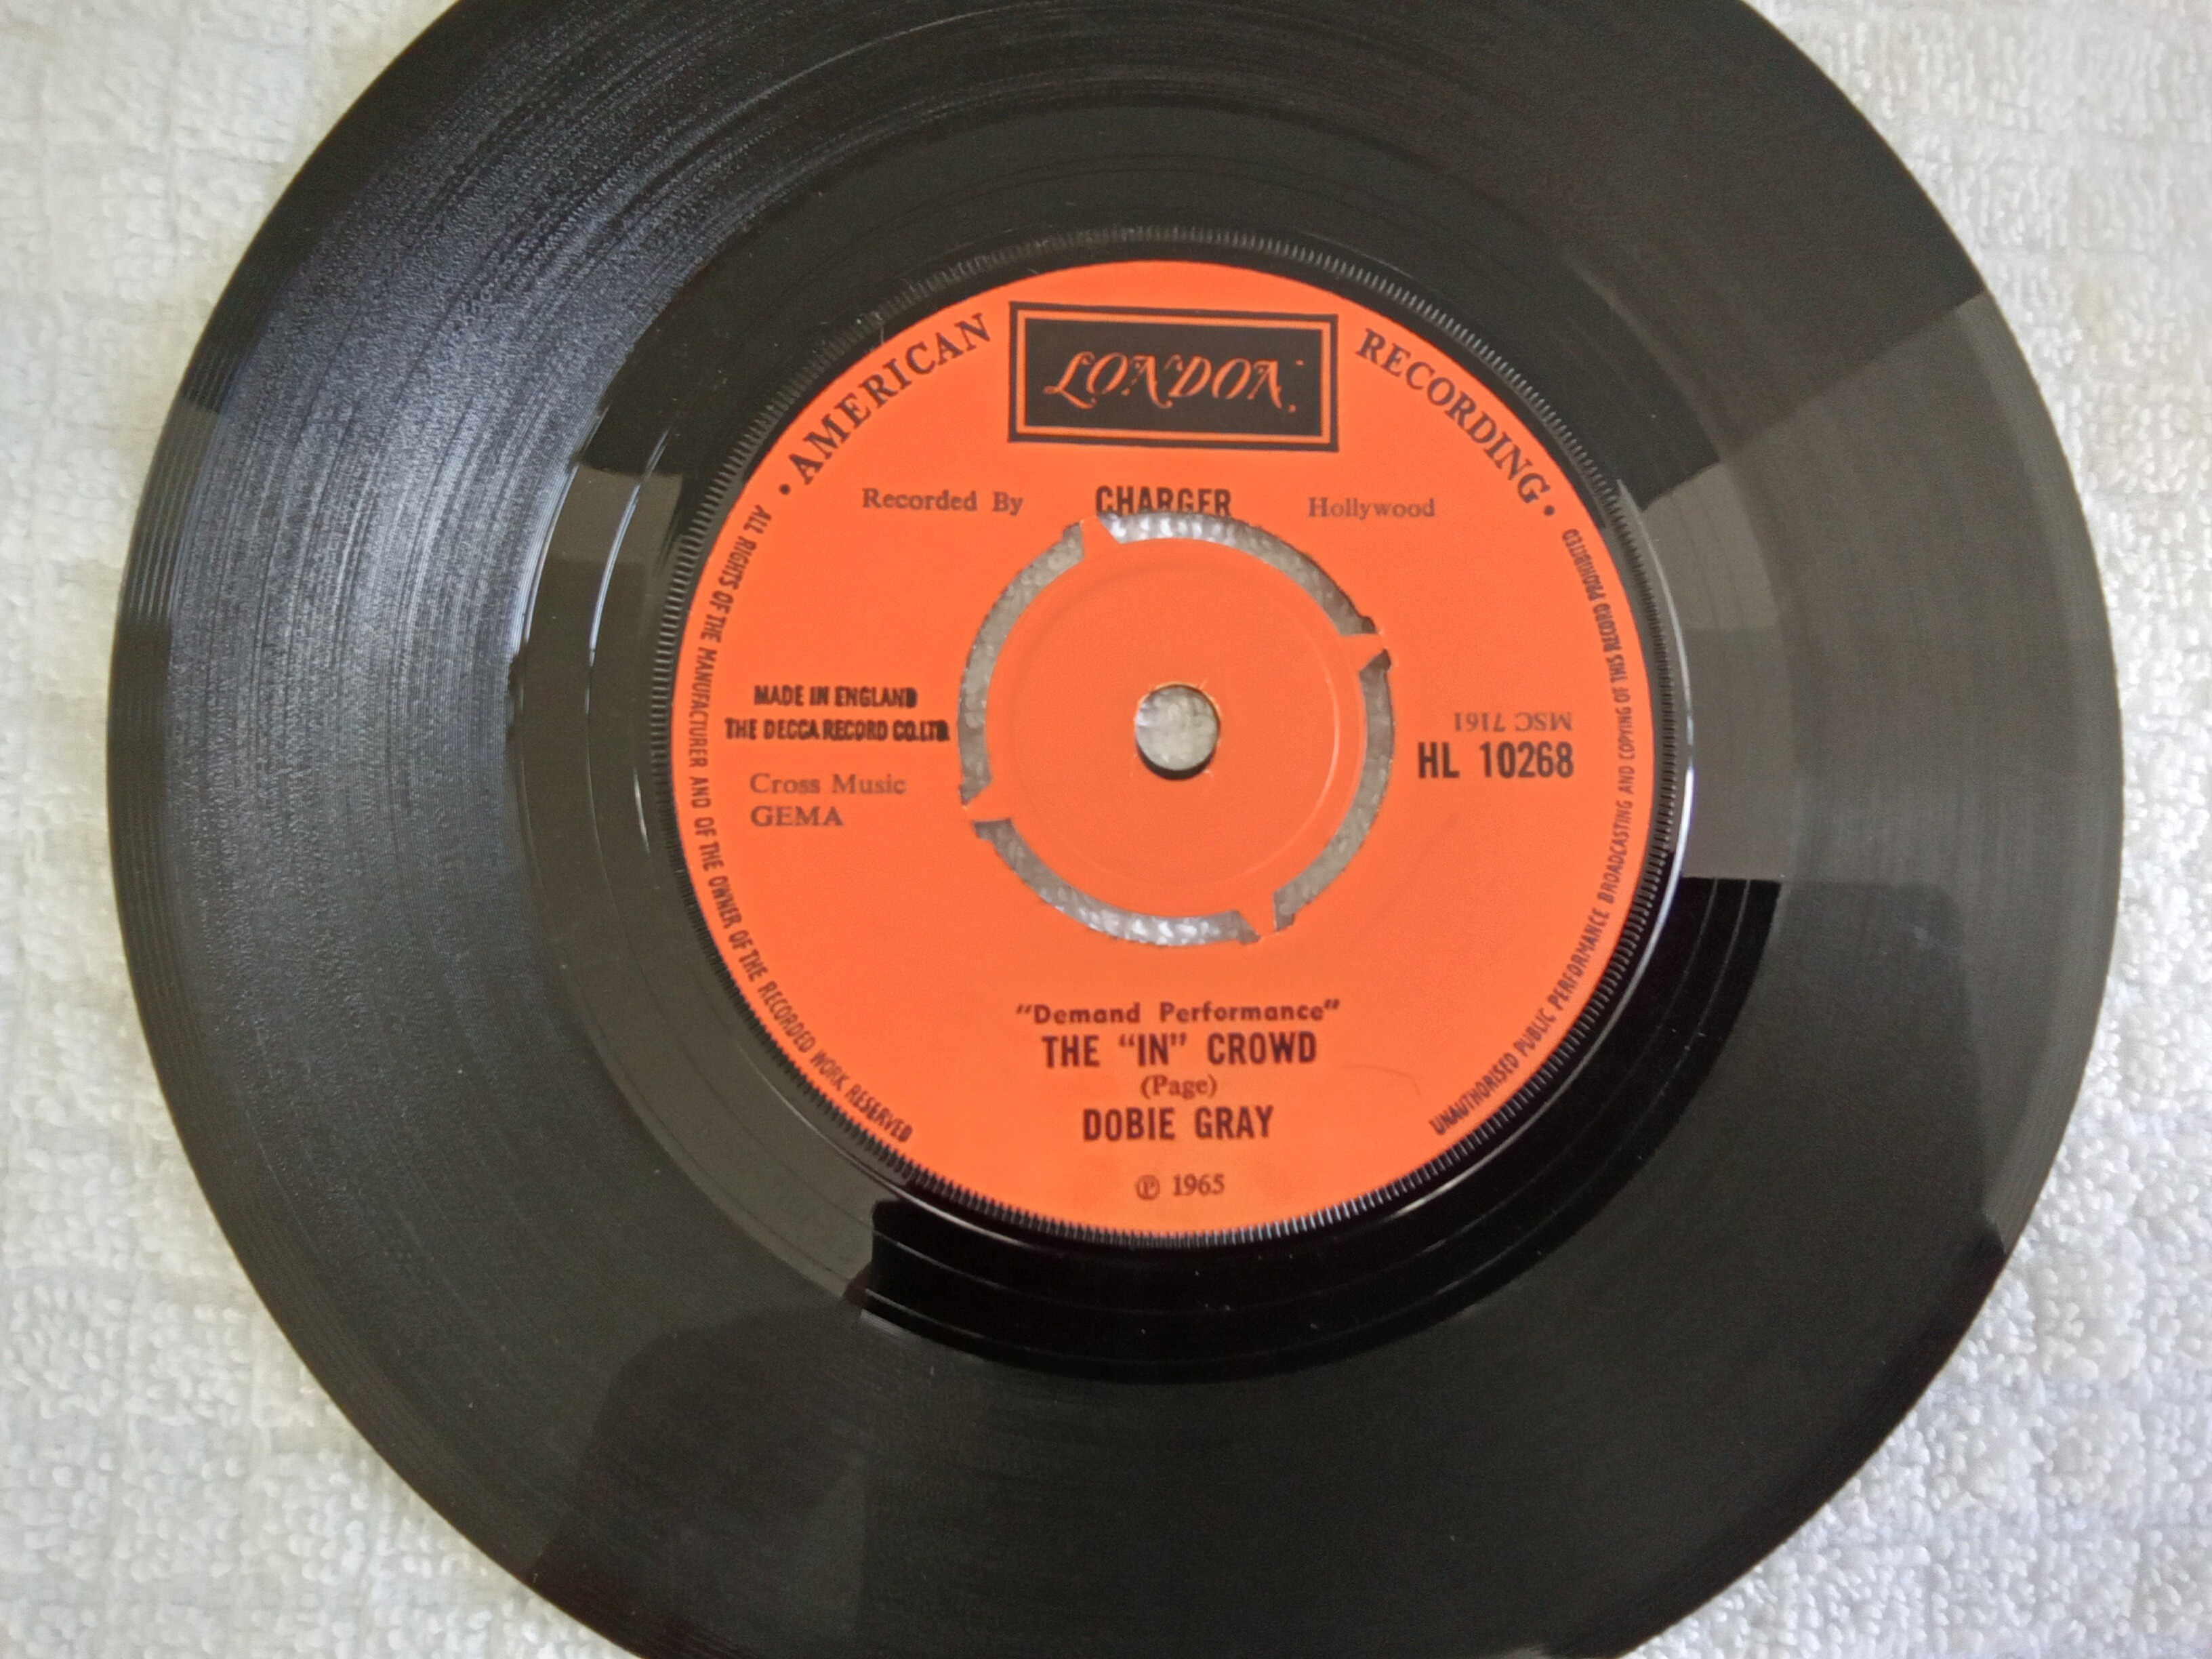 LONDON
• AMERICAN RECORDING •
Recorded By CHARGER Hollywood
MADE IN ENGLAND
THE DECCA RECORD CO. LTD.
Cross Music
GEMA
MSC 7161
HL 10268
"Demand Performance"
THE "IN" CROWD
(Page)
DOBIE GRAY
℗ 1965
ALL RIGHTS OF THE MANUFACTURER AND OF THE OWNER OF THE RECORDED WORK RESERVED
UNAUTHORISED PUBLIC PERFORMANCE BROADCASTING AND COPYING OF THIS RECORD PROHIBITED